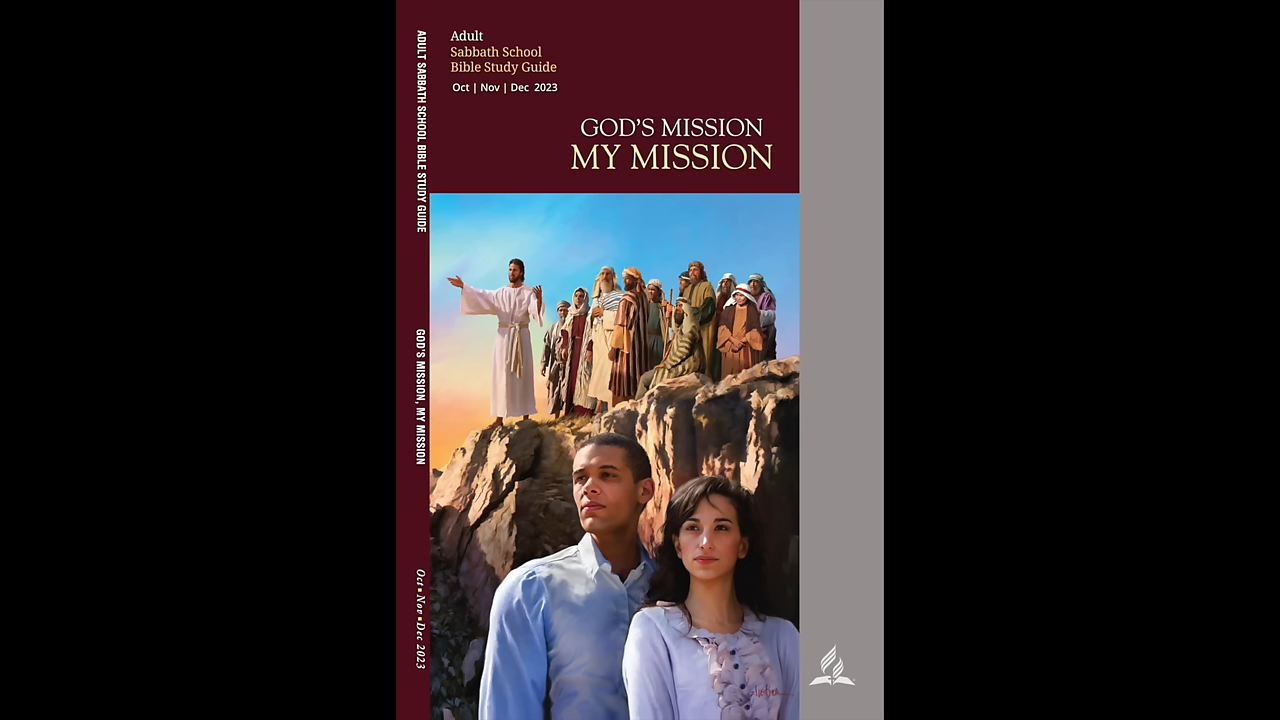 ADULT SABBATH SCHOOL BIBLE STUDY GUIDE
GOD'S MISSION, MY MISSION
Oct ▪ Nov ▪ Dec 2023
Adult
Sabbath School
Bible Study Guide
Oct | Nov | Dec 2023
GOD'S MISSION
MY MISSION